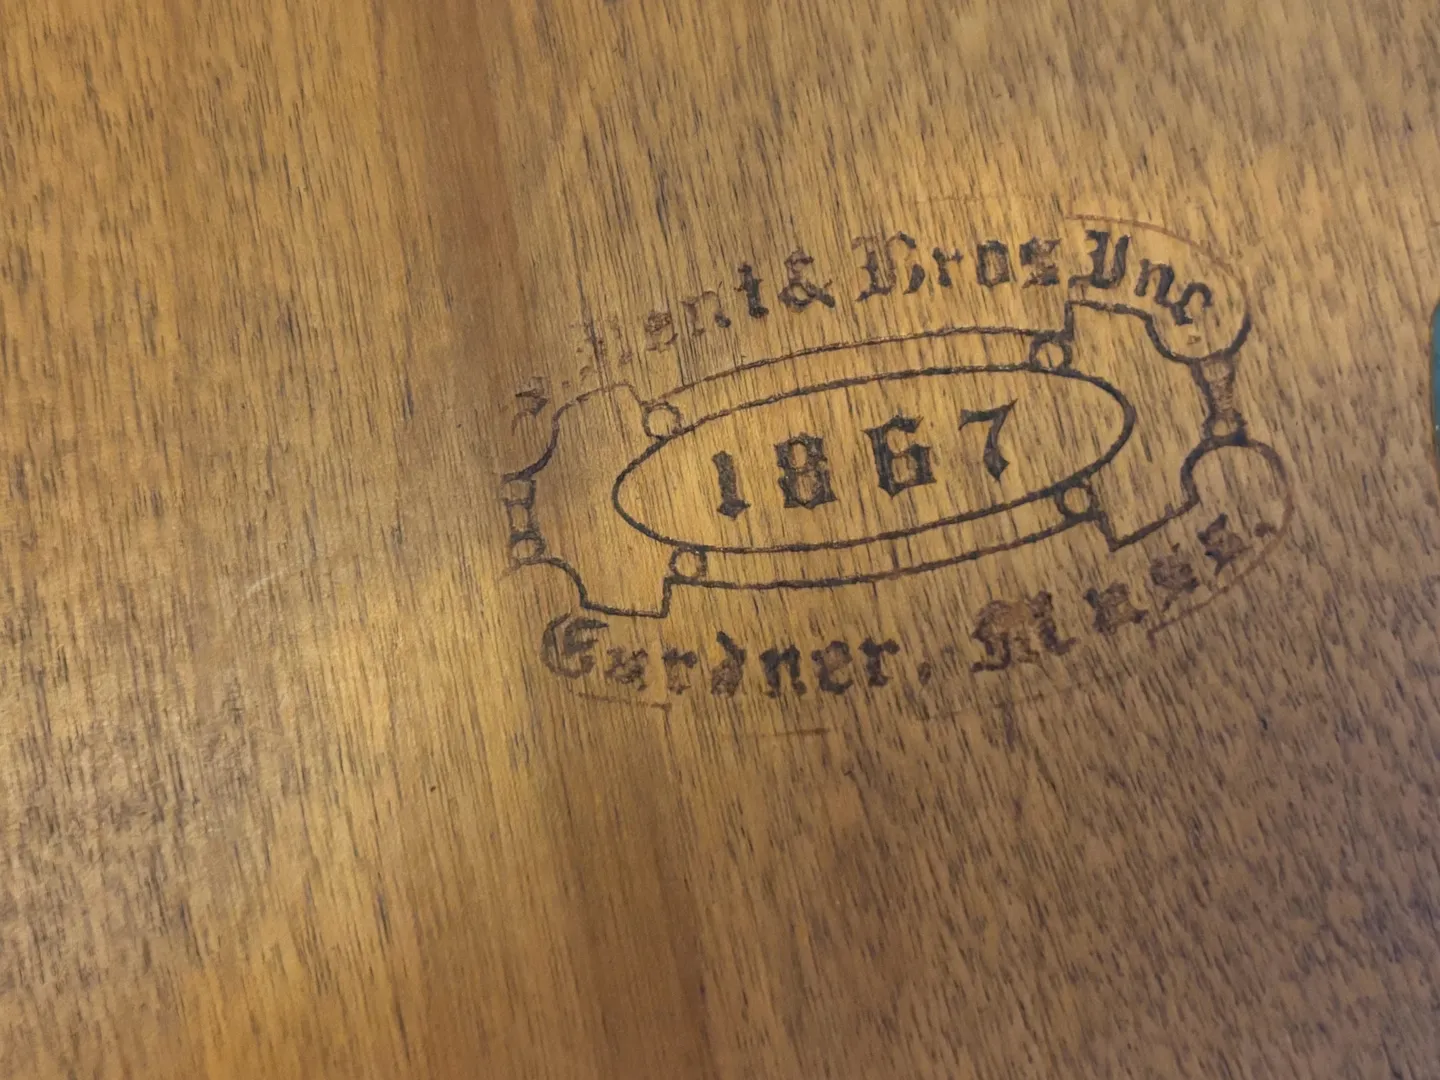 & Bros Inc
1867
Gardner, Mass.